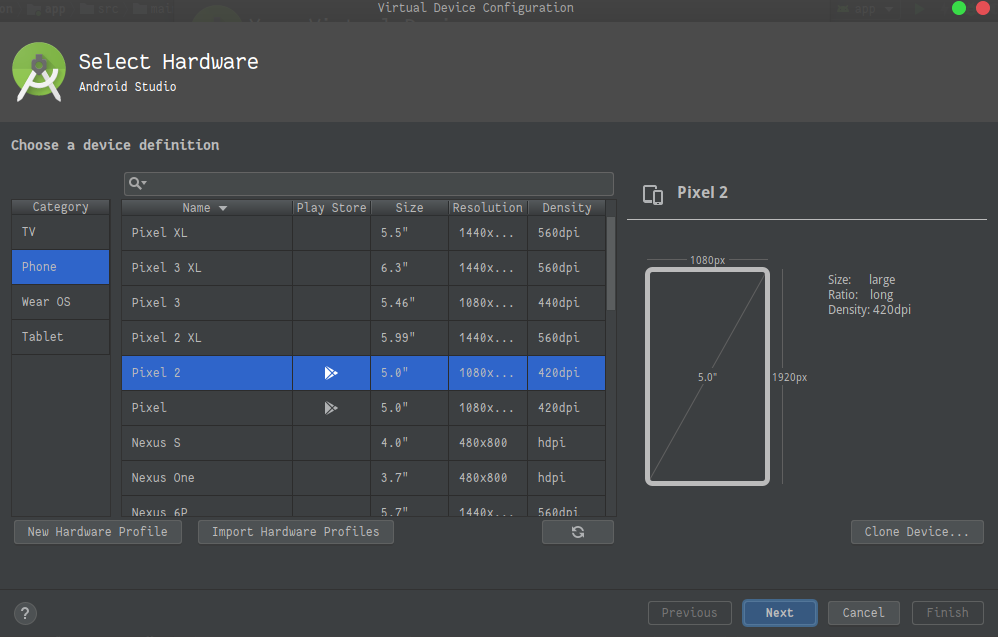 Virtual Device Configuration
Select Hardware
Android Studio
Choose a device definition
Category
TV
Phone
Wear OS
Tablet
Name Play Store Size Resolution Density
Pixel XL 5.5" 1440x... 560dpi
Pixel 3 XL 6.3" 1440x... 560dpi
Pixel 3 5.46" 1080x... 440dpi
Pixel 2 XL 5.99" 1440x... 560dpi
Pixel 2 5.0" 1080x... 420dpi
Pixel 5.0" 1080x... 420dpi
Nexus S 4.0" 480x800 hdpi
Nexus One 3.7" 480x800 hdpi
Nexus 6P 5.7" 1440x... 560dpi
New Hardware Profile
Import Hardware Profiles
Pixel 2
1080px
5.0"
1920px
Size: large
Ratio: long
Density: 420dpi
Clone Device...
?
Previous
Next
Cancel
Finish